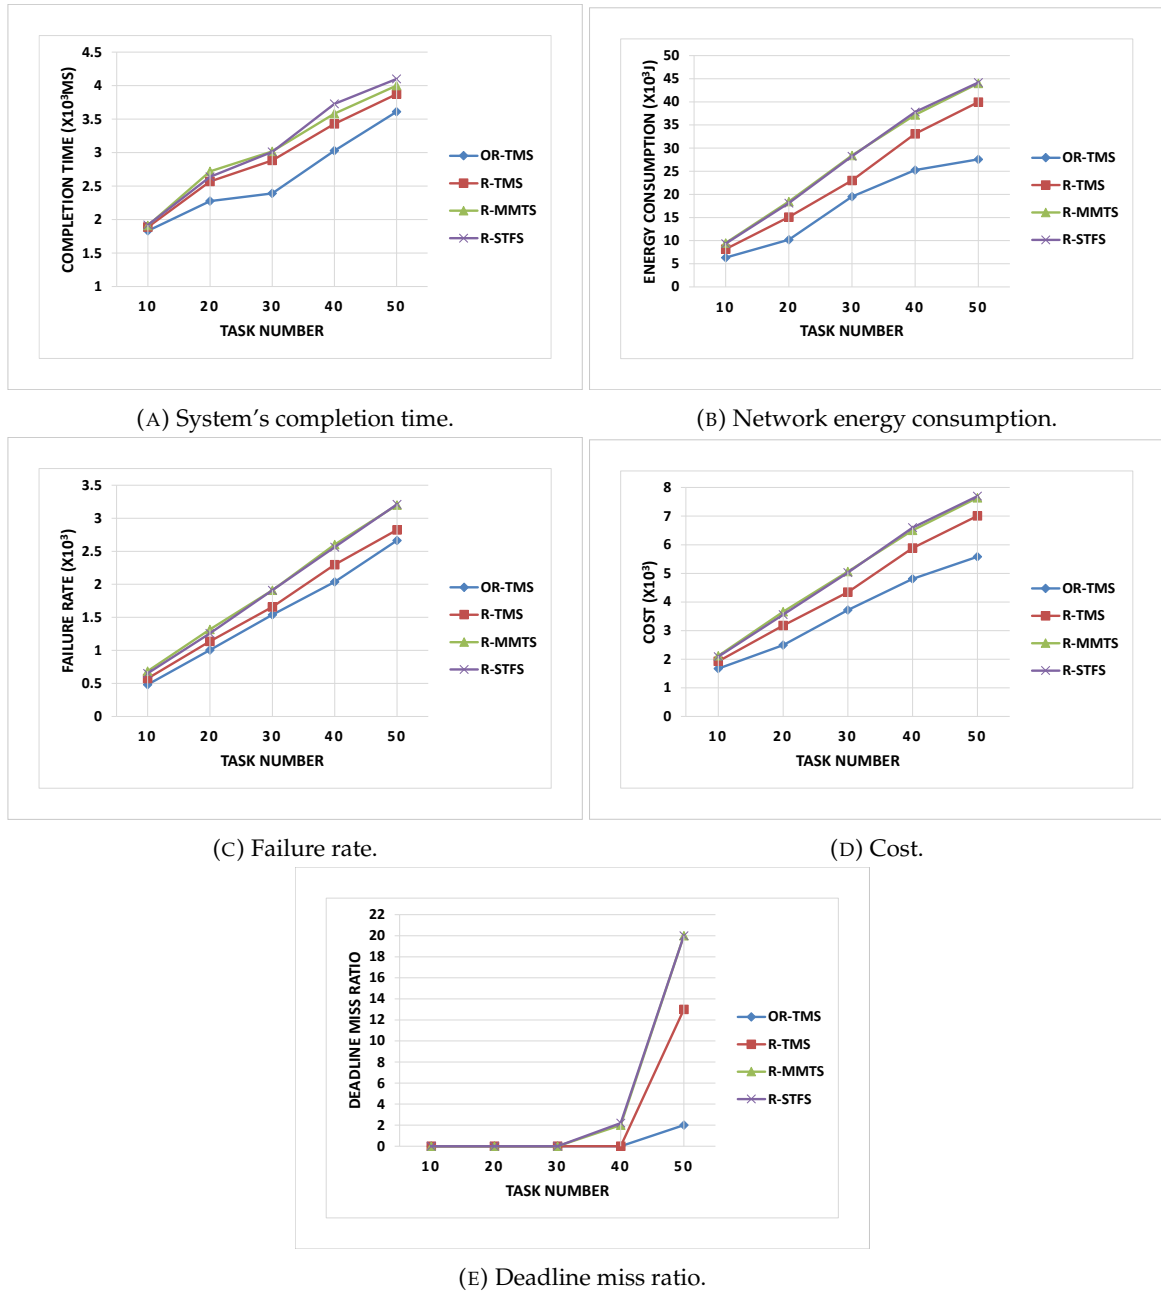 4.5
4
3.5
3
2.5
2
1.5
1
COMPLETION TIME (X10³MS)
10 20 30 40 50
TASK NUMBER
OR-TMS
R-TMS
R-MMTS
R-STFS
(A) System's completion time.
50
45
40
35
30
25
20
15
10
5
0
ENERGY CONSUMPTION (X10³J)
10 20 30 40 50
TASK NUMBER
OR-TMS
R-TMS
R-MMTS
R-STFS
(B) Network energy consumption.
3.5
3
2.5
2
1.5
1
0.5
0
FAILURE RATE (X10³)
10 20 30 40 50
TASK NUMBER
OR-TMS
R-TMS
R-MMTS
R-STFS
(C) Failure rate.
8
7
6
5
4
3
2
1
0
COST (X10³)
10 20 30 40 50
TASK NUMBER
OR-TMS
R-TMS
R-MMTS
R-STFS
(D) Cost.
22
20
18
16
14
12
10
8
6
4
2
0
DEADLINE MISS RATIO
10 20 30 40 50
TASK NUMBER
OR-TMS
R-TMS
R-MMTS
R-STFS
(E) Deadline miss ratio.